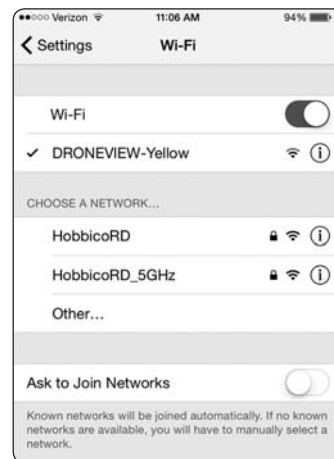 Verizon 11:06 AM 94%
Settings Wi-Fi
Wi-Fi
DRONEVIEW-Yellow
CHOOSE A NETWORK...
HobbicoRD
HobbicoRD_5GHz
Other...
Ask to Join Networks
Known networks will be joined automatically. If no known
networks are available, you will have to manually select a
network.